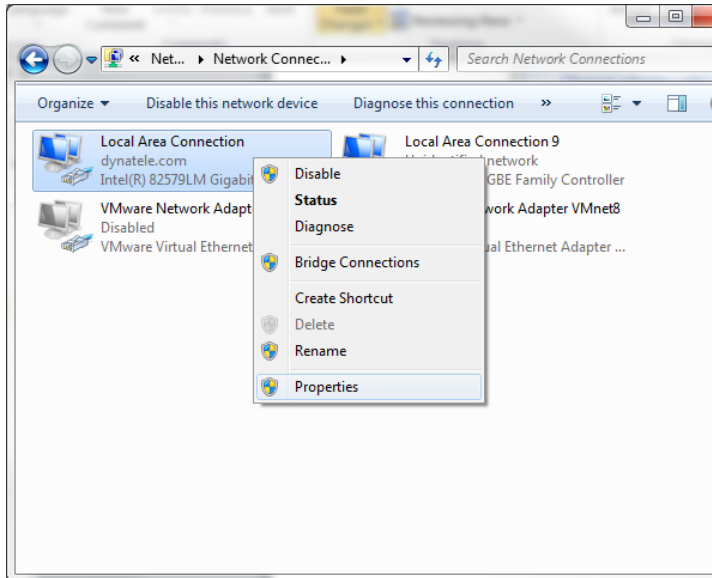 « Net... ▸ Network Connec... ▸
Search Network Connections
Organize ▾ Disable this network device Diagnose this connection »
Local Area Connection
dynatele.com
Intel(R) 82579LM Gigabit
VMware Network Adapt
Disabled
VMware Virtual Ethernet
Local Area Connection 9
network
GBE Family Controller
Adapter VMnet8
Ethernet Adapter ...
Disable
Status
Diagnose
Bridge Connections
Create Shortcut
Delete
Rename
Properties